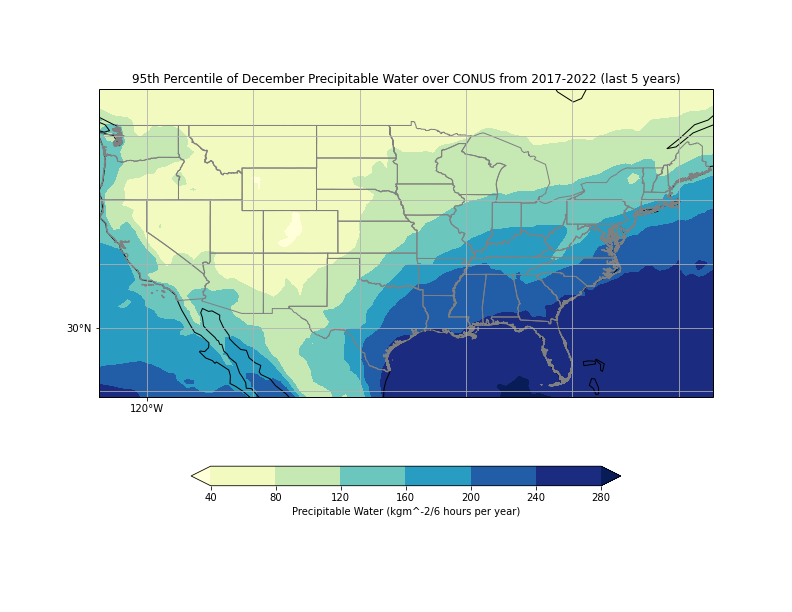 95th Percentile of December Precipitable Water over CONUS from 2017-2022 (last 5 years)
30°N
120°W
40 80 120 160 200 240 280
Precipitable Water (kgm^-2/6 hours per year)